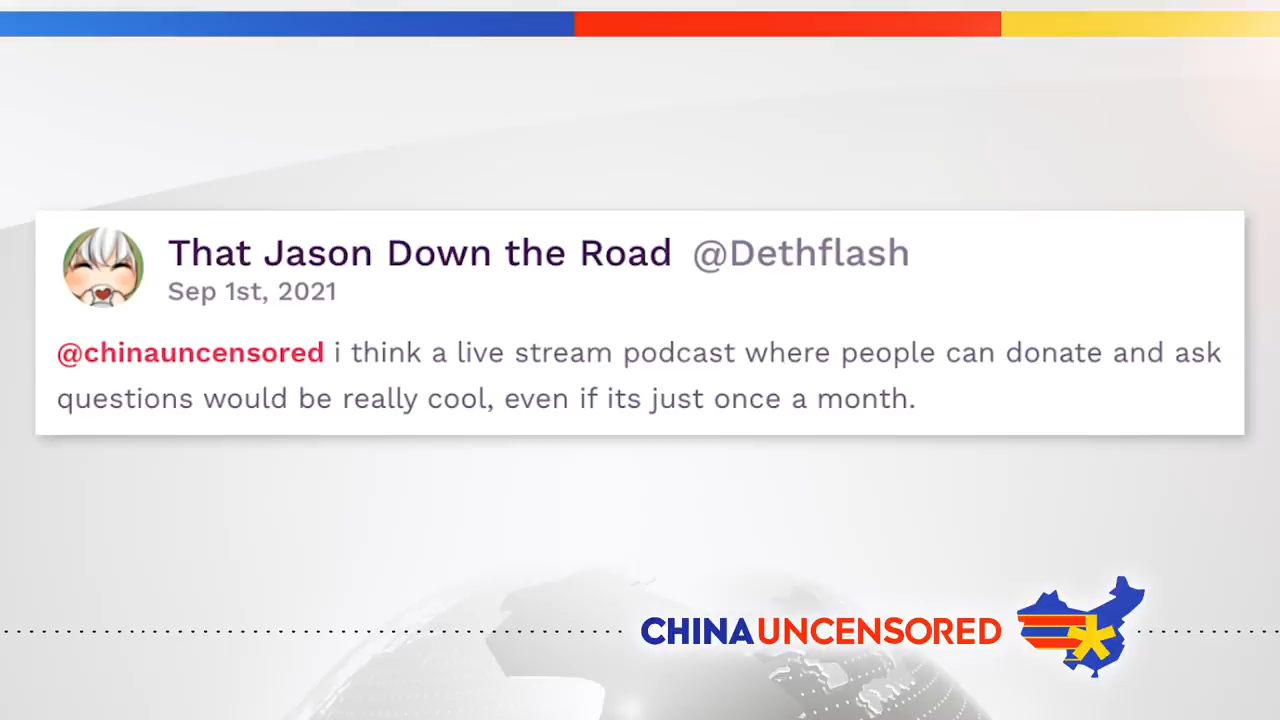 That Jason Down the Road @Dethflash
Sep 1st, 2021
@chinauncensored i think a live stream podcast where people can donate and ask
questions would be really cool, even if its just once a month.
CHINAUNCENSORED